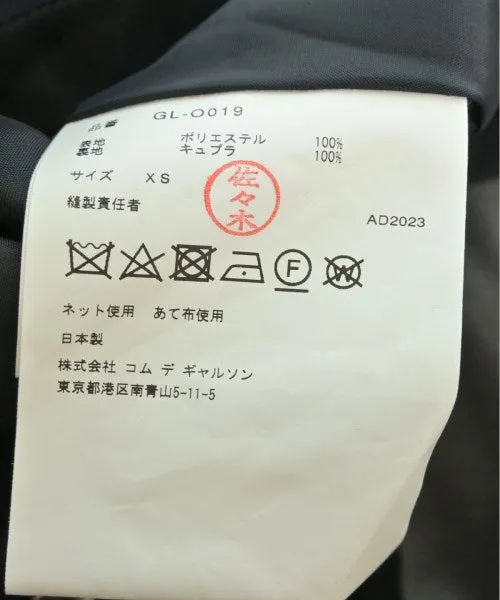 品番 GL-O019
表地 ポリエステル 100%
裏地 キュプラ 100%
サイズ XS
縫製責任者 佐々木
AD2023
F W
ネット使用 あて布使用
日本製
株式会社 コム デ ギャルソン
東京都港区南青山5-11-5